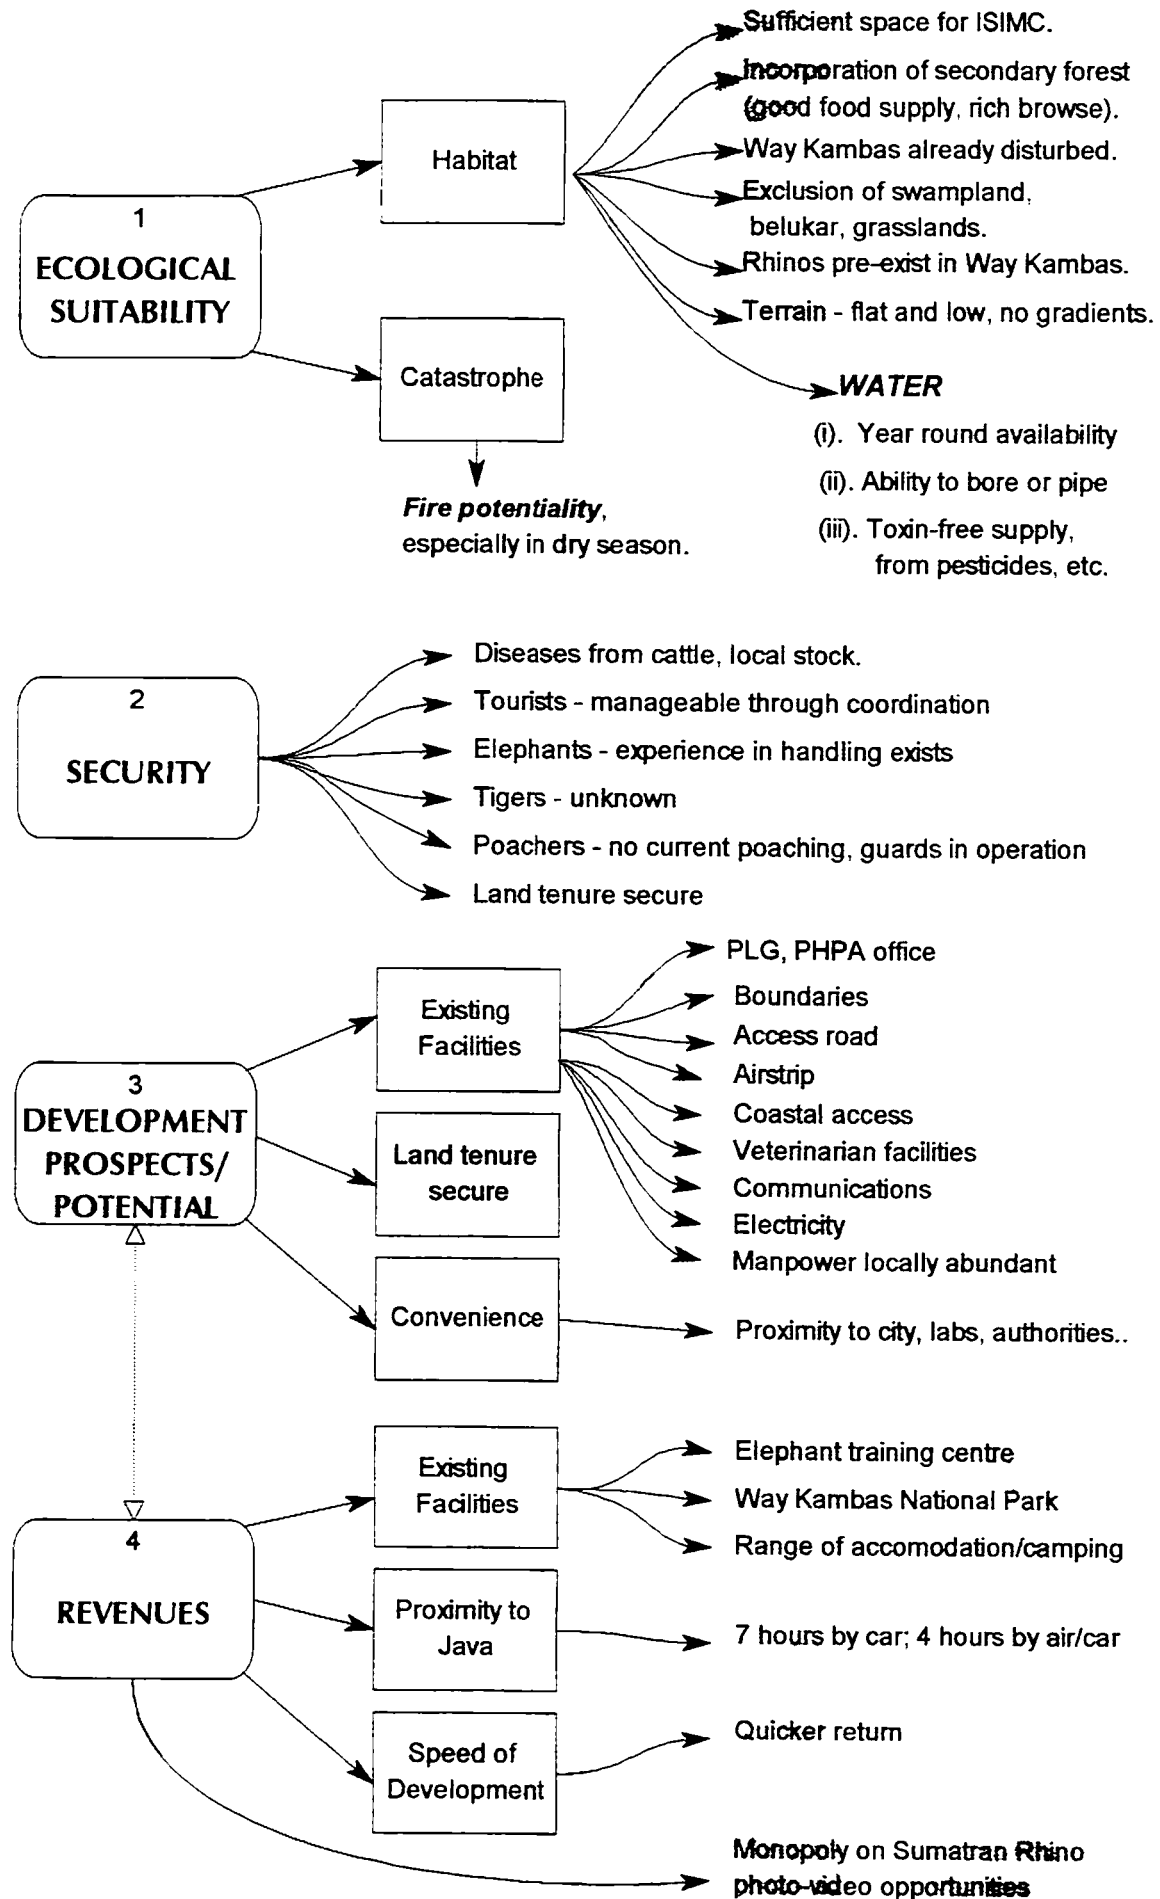 1
ECOLOGICAL
SUITABILITY
Habitat
Sufficient space for ISIMC.
Incorporation of secondary forest
(good food supply, rich browse).
Way Kambas already disturbed.
Exclusion of swampland,
belukar, grasslands.
Rhinos pre-exist in Way Kambas.
Terrain - flat and low, no gradients.
WATER
(i). Year round availability
(ii). Ability to bore or pipe
(iii). Toxin-free supply,
from pesticides, etc.
Catastrophe
Fire potentiality,
especially in dry season.
2
SECURITY
Diseases from cattle, local stock.
Tourists - manageable through coordination
Elephants - experience in handling exists
Tigers - unknown
Poachers - no current poaching, guards in operation
Land tenure secure
3
DEVELOPMENT
PROSPECTS/
POTENTIAL
Existing
Facilities
PLG, PHPA office
Boundaries
Access road
Airstrip
Coastal access
Veterinarian facilities
Communications
Electricity
Manpower locally abundant
Land tenure
secure
Convenience
Proximity to city, labs, authorities..
4
REVENUES
Existing
Facilities
Elephant training centre
Way Kambas National Park
Range of accomodation/camping
Proximity to
Java
7 hours by car; 4 hours by air/car
Speed of
Development
Quicker return
Monopoly on Sumatran Rhino
photo-video opportunities